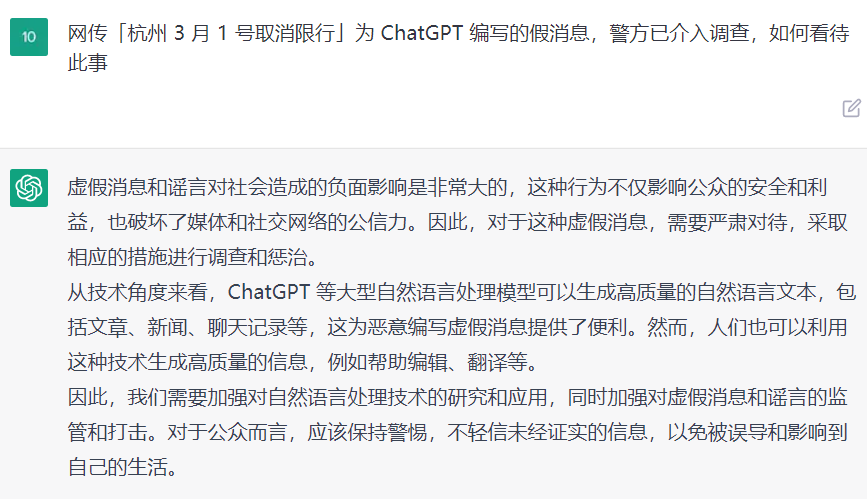 10
网传「杭州 3 月 1 号取消限行」为 ChatGPT 编写的假消息，警方已介入调查，如何看待
此事
虚假消息和谣言对社会造成的负面影响是非常大的，这种行为不仅影响公众的安全和利
益，也破坏了媒体和社交网络的公信力。因此，对于这种虚假消息，需要严肃对待，采取
相应的措施进行调查和惩治。
从技术角度来看，ChatGPT 等大型自然语言处理模型可以生成高质量的自然语言文本，包
括文章、新闻、聊天记录等，这为恶意编写虚假消息提供了便利。然而，人们也可以利用
这种技术生成高质量的信息，例如帮助编辑、翻译等。
因此，我们需要加强对自然语言处理技术的研究和应用，同时加强对虚假消息和谣言的监
管和打击。对于公众而言，应该保持警惕，不轻信未经证实的信息，以免被误导和影响到
自己的生活。